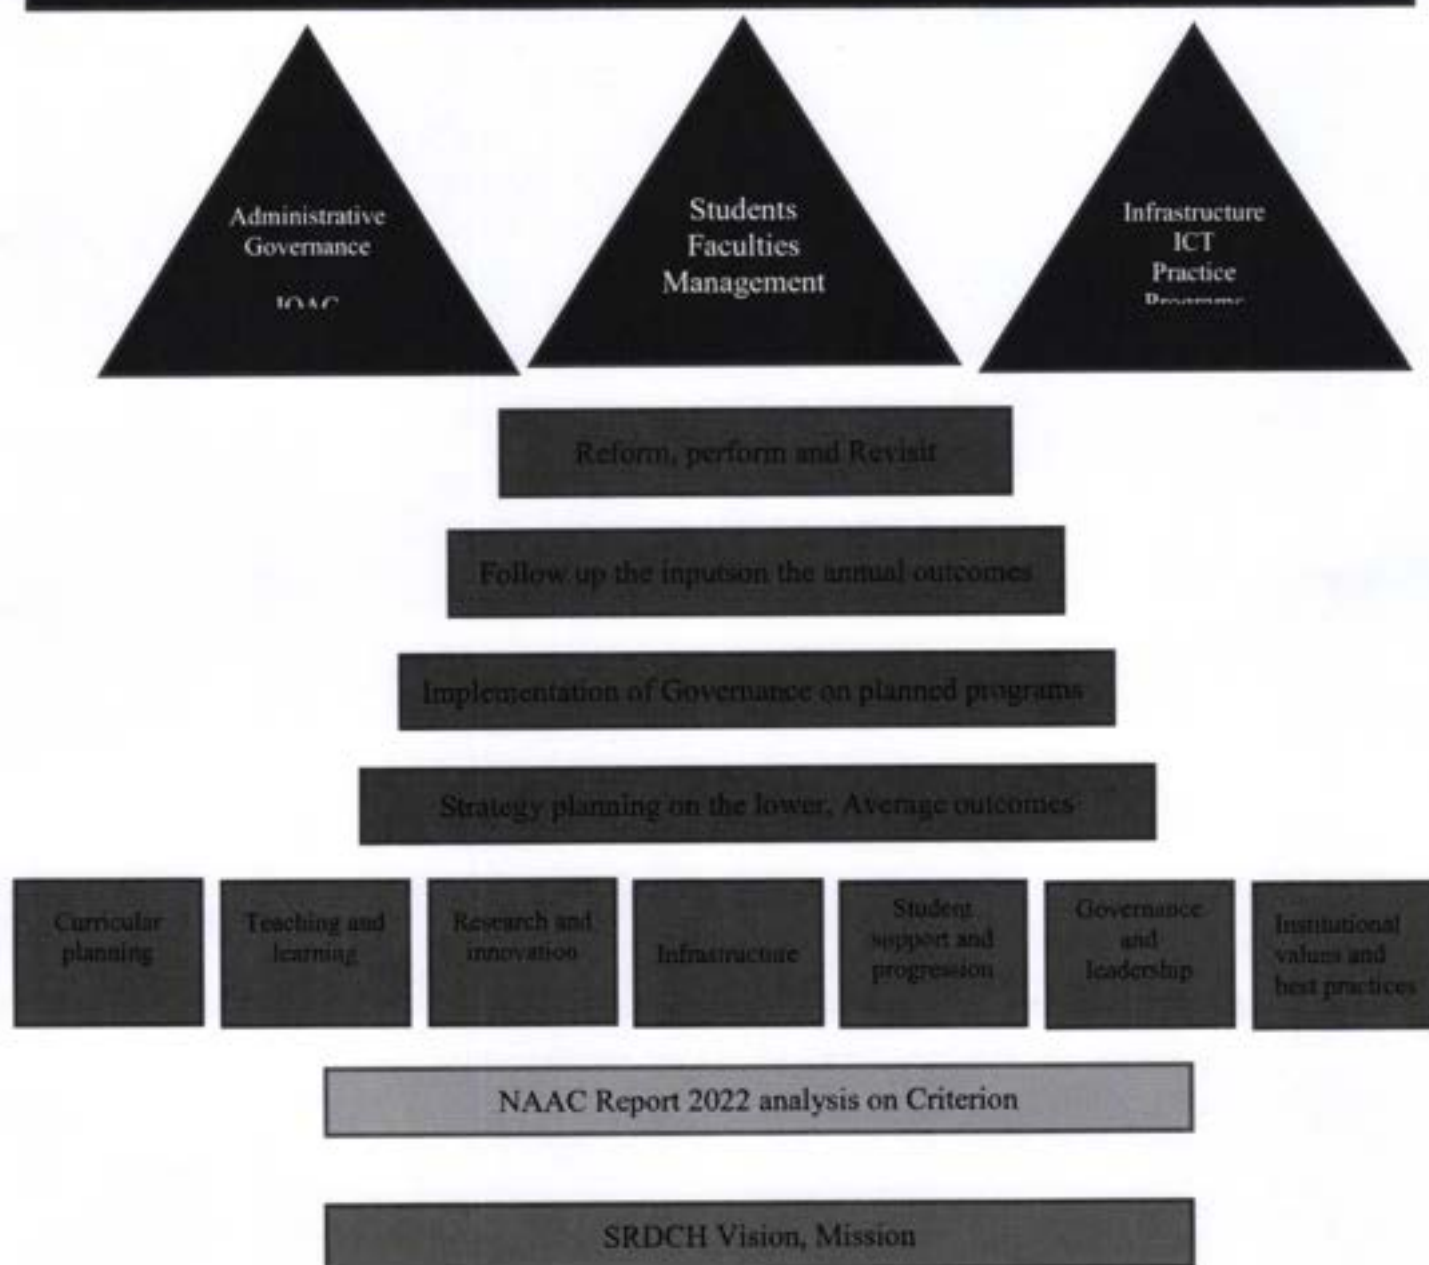 Administrative
Governance
IQAC
Students
Faculties
Management
Infrastructure
ICT
Practice
Programs
Reform, perform and Revisit
Follow up the inputson the annual outcomes
Implementation of Governance on planned programs
Strategy planning on the lower, Average outcomes
Curricular
planning
Teaching and
learning
Research and
innovation
Infrastructure
Student
support and
progression
Governance
and
leadership
Institutional
values and
best practices
NAAC Report 2022 analysis on Criterion
SRDCH Vision, Mission